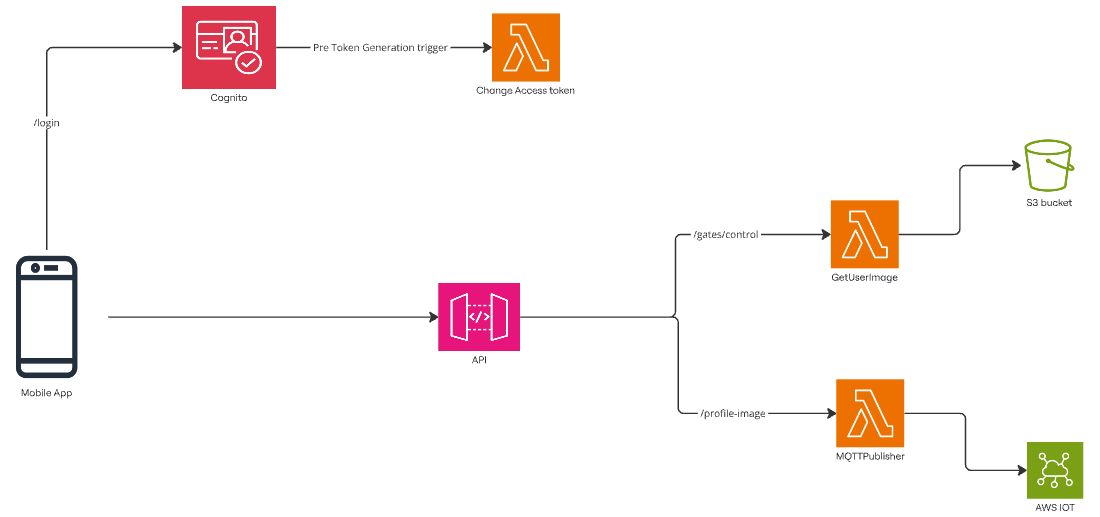 Pre Token Generation trigger
Change Access token
Cognito
/login
S3 bucket
/gates/control
GetUserImage
API
Mobile App
/profile-image
MQTTPublisher
AWS IOT